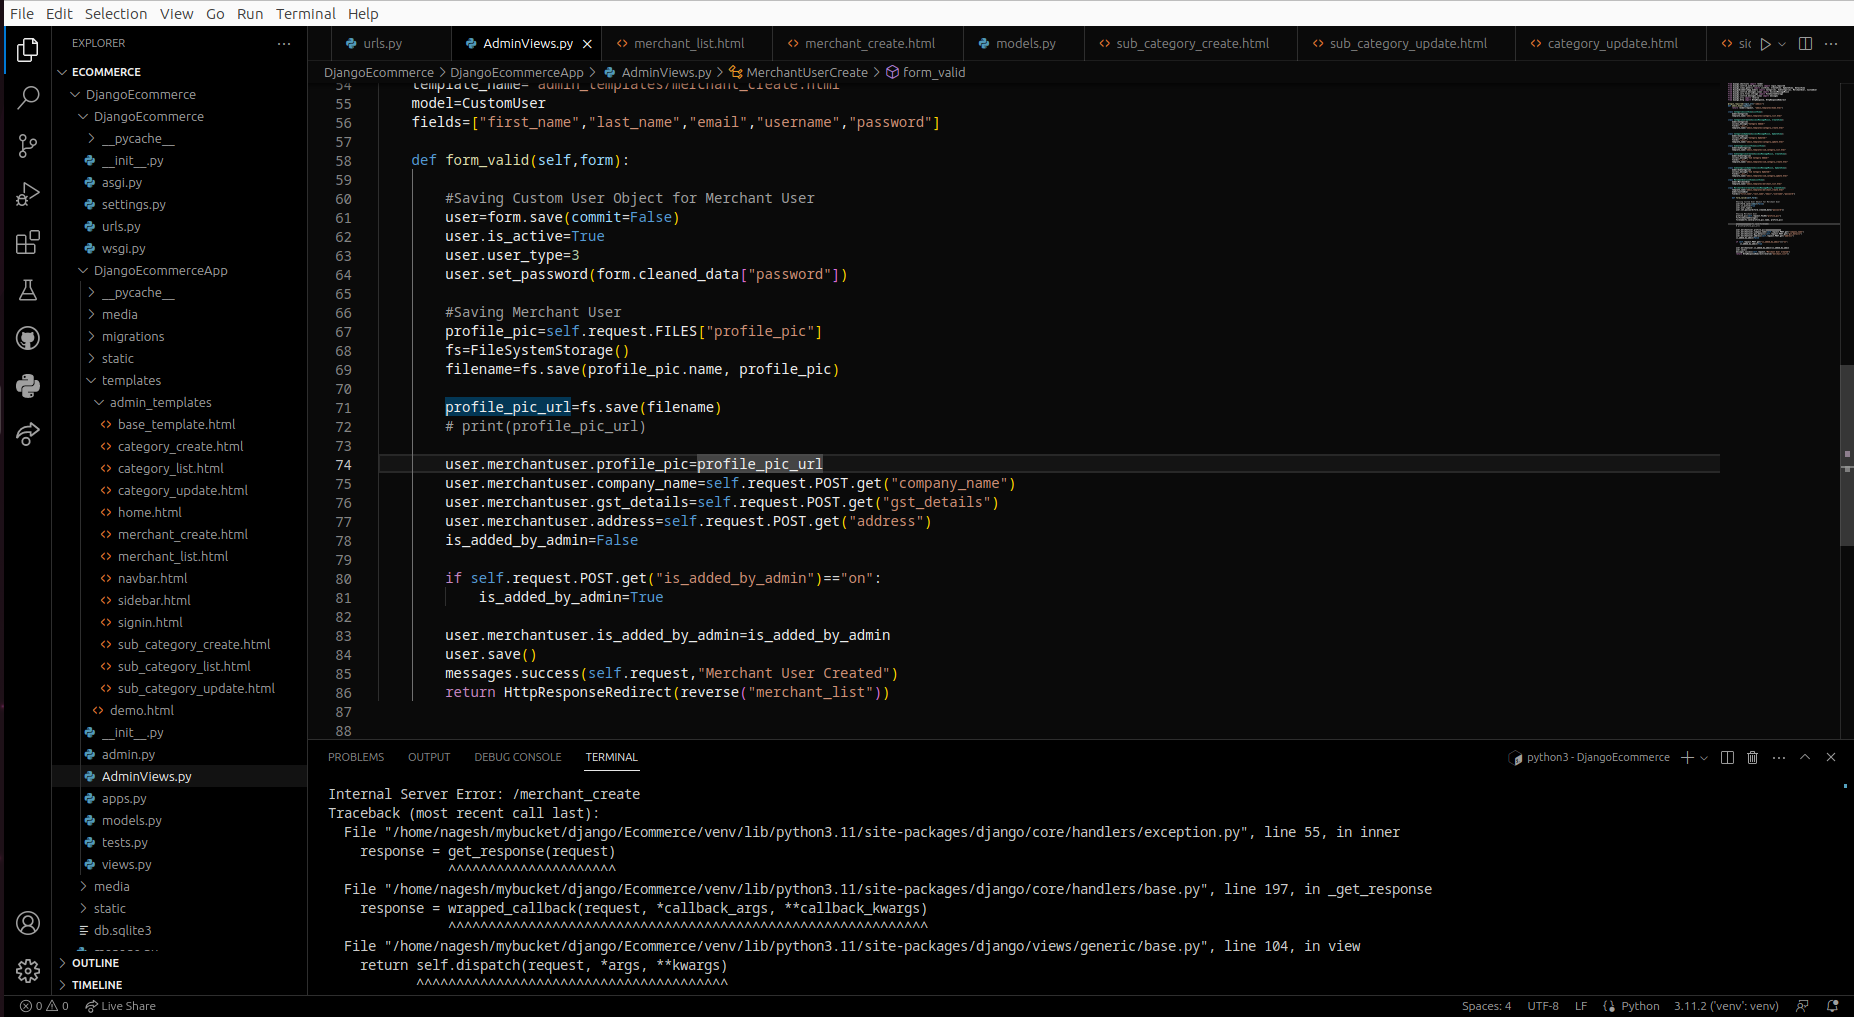 File Edit Selection View Go Run Terminal Help
EXPLORER
ECOMMERCE
DjangoEcommerce
DjangoEcommerce
__pycache__
__init__.py
asgi.py
settings.py
urls.py
wsgi.py
DjangoEcommerceApp
__pycache__
media
migrations
static
templates
admin_templates
base_template.html
category_create.html
category_list.html
category_update.html
home.html
merchant_create.html
merchant_list.html
navbar.html
sidebar.html
signin.html
sub_category_create.html
sub_category_list.html
sub_category_update.html
demo.html
__init__.py
admin.py
AdminViews.py
apps.py
models.py
tests.py
views.py
media
static
db.sqlite3
OUTLINE
TIMELINE
urls.py AdminViews.py merchant_list.html merchant_create.html models.py sub_category_create.html sub_category_update.html category_update.html
DjangoEcommerce > DjangoEcommerceApp > AdminViews.py > MerchantUserCreate > form_valid
54 template_name="admin_templates/merchant_create.html"
55 model=CustomUser
56 fields=["first_name","last_name","email","username","password"]
57
58 def form_valid(self,form):
59
60 #Saving Custom User Object for Merchant User
61 user=form.save(commit=False)
62 user.is_active=True
63 user.user_type=3
64 user.set_password(form.cleaned_data["password"])
65
66 #Saving Merchant User
67 profile_pic=self.request.FILES["profile_pic"]
68 fs=FileSystemStorage()
69 filename=fs.save(profile_pic.name, profile_pic)
70
71 profile_pic_url=fs.save(filename)
72 # print(profile_pic_url)
73
74 user.merchantuser.profile_pic=profile_pic_url
75 user.merchantuser.company_name=self.request.POST.get("company_name")
76 user.merchantuser.gst_details=self.request.POST.get("gst_details")
77 user.merchantuser.address=self.request.POST.get("address")
78 is_added_by_admin=False
79
80 if self.request.POST.get("is_added_by_admin")=="on":
81 is_added_by_admin=True
82
83 user.merchantuser.is_added_by_admin=is_added_by_admin
84 user.save()
85 messages.success(self.request,"Merchant User Created")
86 return HttpResponseRedirect(reverse("merchant_list"))
87
88
PROBLEMS OUTPUT DEBUG CONSOLE TERMINAL python3 - DjangoEcommerce
Internal Server Error: /merchant_create
Traceback (most recent call last):
File "/home/nagesh/mybucket/django/Ecommerce/venv/lib/python3.11/site-packages/django/core/handlers/exception.py", line 55, in inner
response = get_response(request)
^^^^^^^^^^^^^^^^^^^^^
File "/home/nagesh/mybucket/django/Ecommerce/venv/lib/python3.11/site-packages/django/core/handlers/base.py", line 197, in _get_response
response = wrapped_callback(request, *callback_args, **callback_kwargs)
^^^^^^^^^^^^^^^^^^^^^^^^^^^^^^^^^^^^^^^^^^^^^^^^^^^^^^^^^^^^
File "/home/nagesh/mybucket/django/Ecommerce/venv/lib/python3.11/site-packages/django/views/generic/base.py", line 104, in view
return self.dispatch(request, *args, **kwargs)
^^^^^^^^^^^^^^^^^^^^^^^^^^^^^^^^^^^^^^^
0 0 Live Share Spaces: 4 UTF-8 LF Python 3.11.2 ('venv': venv)